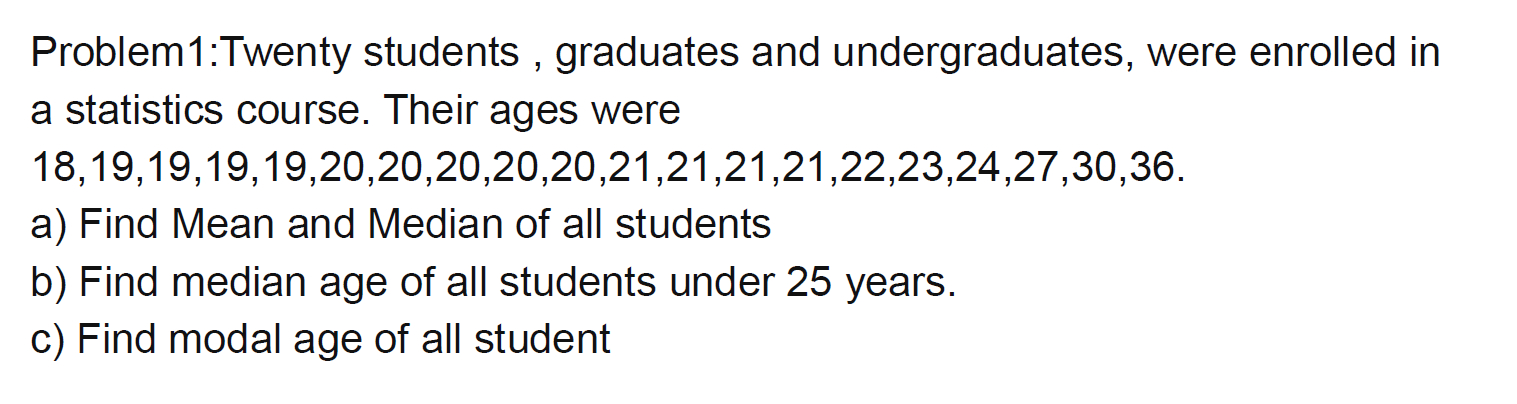 Problem1:Twenty students , graduates and undergraduates, were enrolled in
a statistics course. Their ages were
18,19,19,19,19,20,20,20,20,20,21,21,21,21,22,23,24,27,30,36.
a) Find Mean and Median of all students
b) Find median age of all students under 25 years.
c) Find modal age of all student